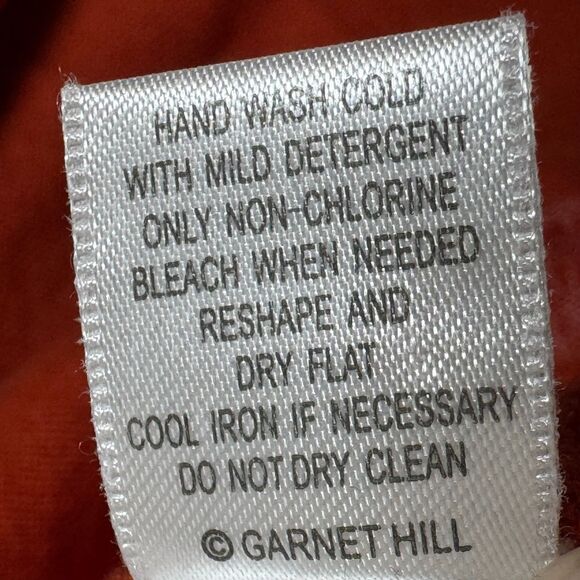 HAND WASH COLD
WITH MILD DETERGENT
ONLY NON-CHLORINE
BLEACH WHEN NEEDED
RESHAPE AND
DRY FLAT
COOL IRON IF NECESSARY
DO NOT DRY CLEAN
© GARNET HILL